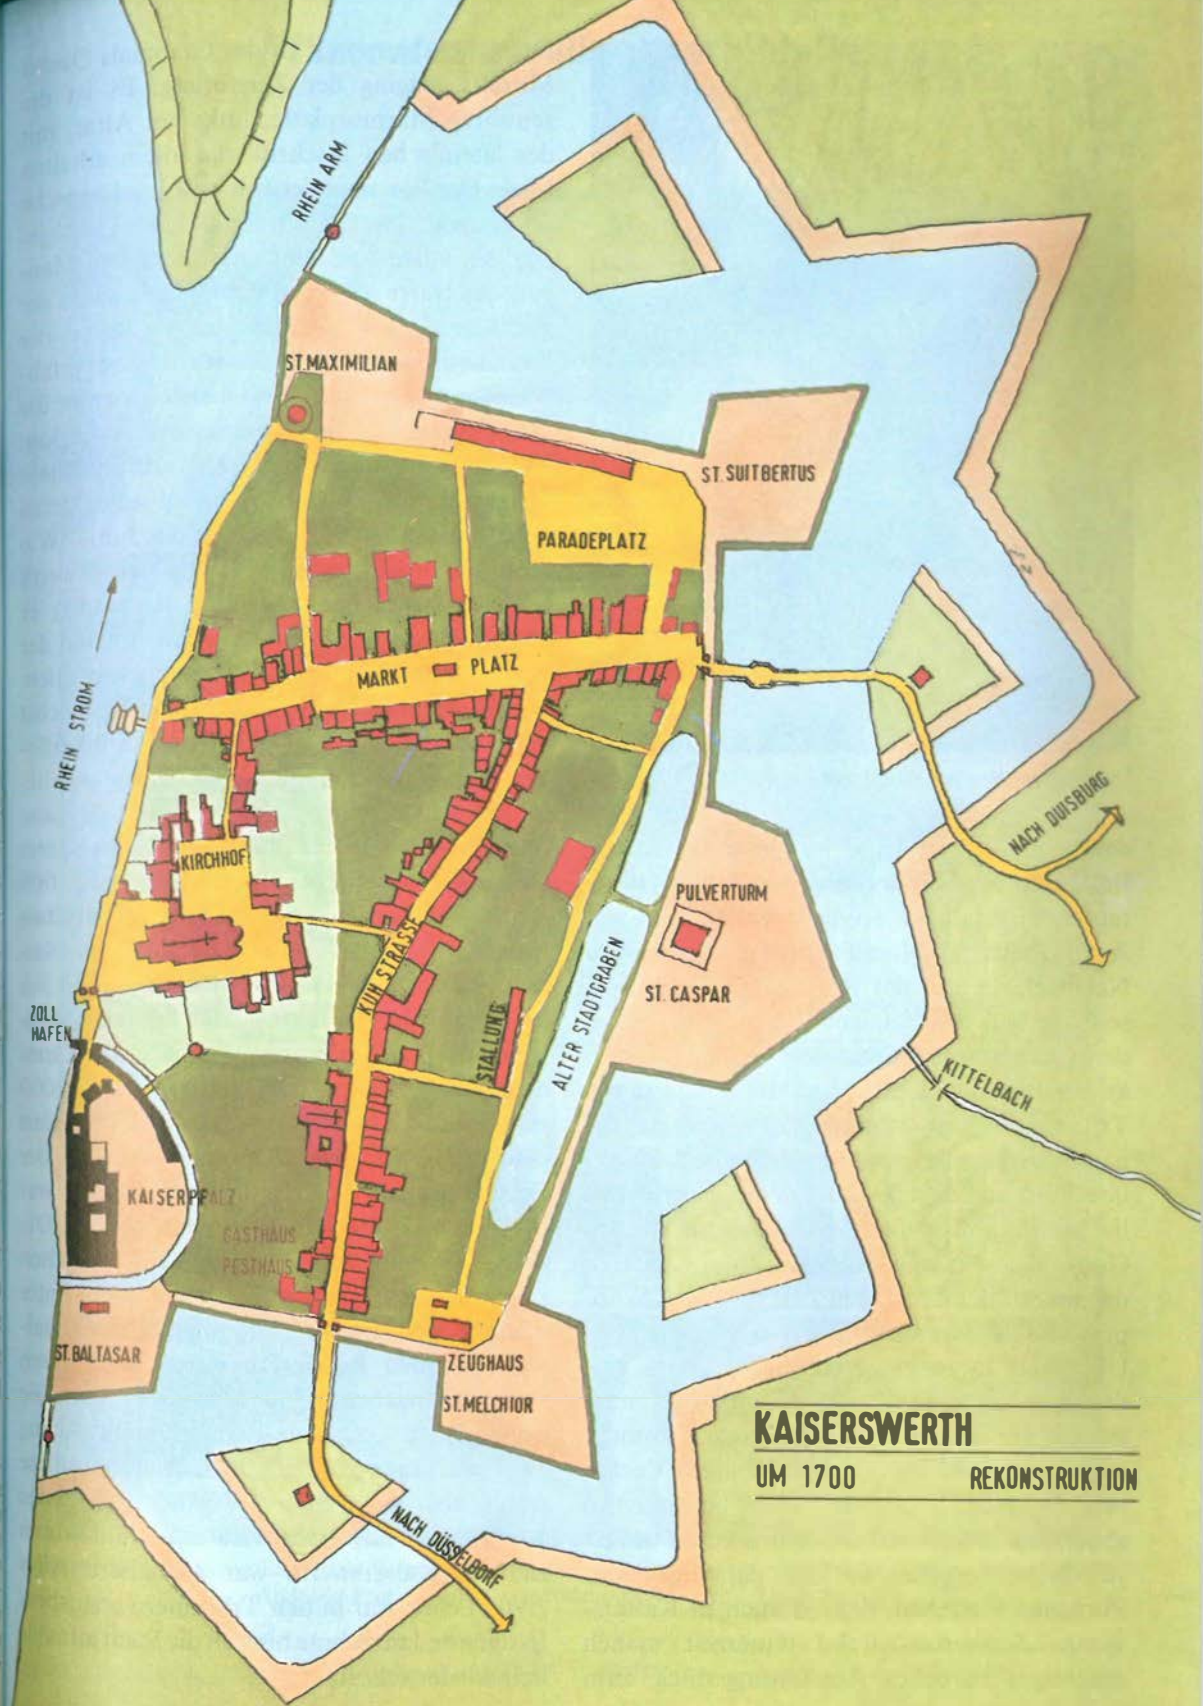 RHEIN ARM
ST. MAXIMILIAN
ST. SUITBERTUS
PARADEPLATZ
MARKT PLATZ
RHEIN STROM
NACH DUISBURG
KIRCHHOF
PULVERTURM
KUH STRASSE
ST. CASPAR
ALTER STADTGRABEN
STALLUNG
ZOLL
HAFEN
KITTELBACH
KAISERPFALZ
GASTHAUS
PESTHAUS
ST. BALTASAR
ZEUGHAUS
ST. MELCHIOR
NACH DÜSSELDORF
KAISERSWERTH
UM 1700 REKONSTRUKTION